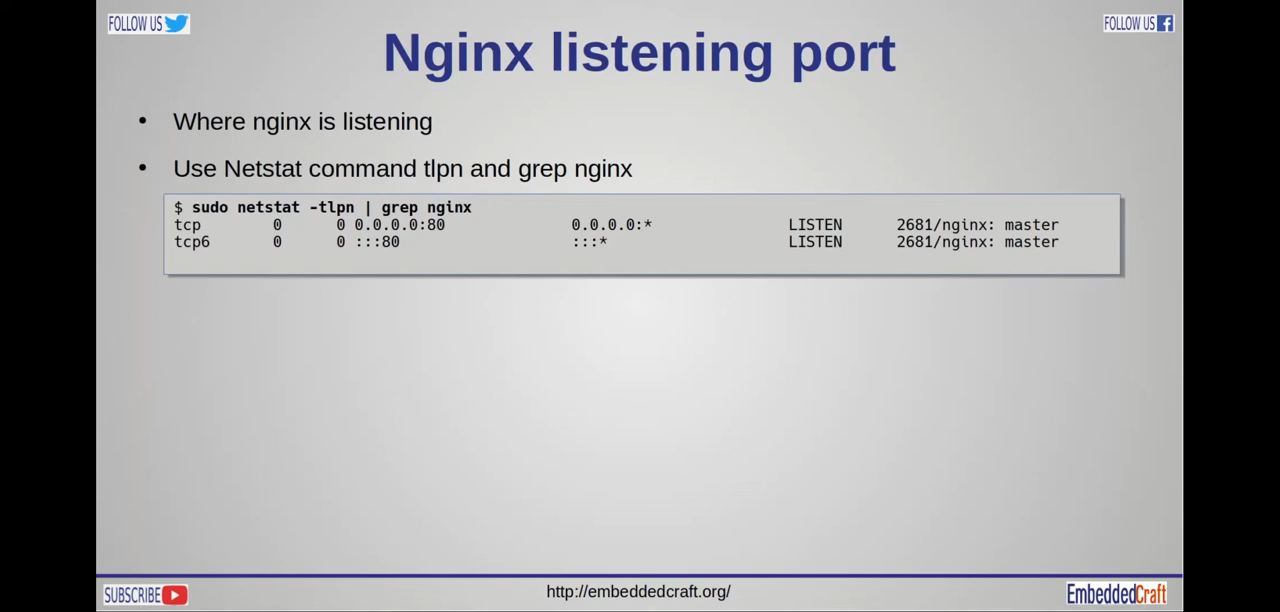 FOLLOW US
FOLLOW US
Nginx listening port
• Where nginx is listening
• Use Netstat command tlpn and grep nginx
$ sudo netstat -tlpn | grep nginx
tcp 0 0 0.0.0.0:80 0.0.0.0:* LISTEN 2681/nginx: master
tcp6 0 0 :::80 :::* LISTEN 2681/nginx: master
SUBSCRIBE
http://embeddedcraft.org/
EmbeddedCraft